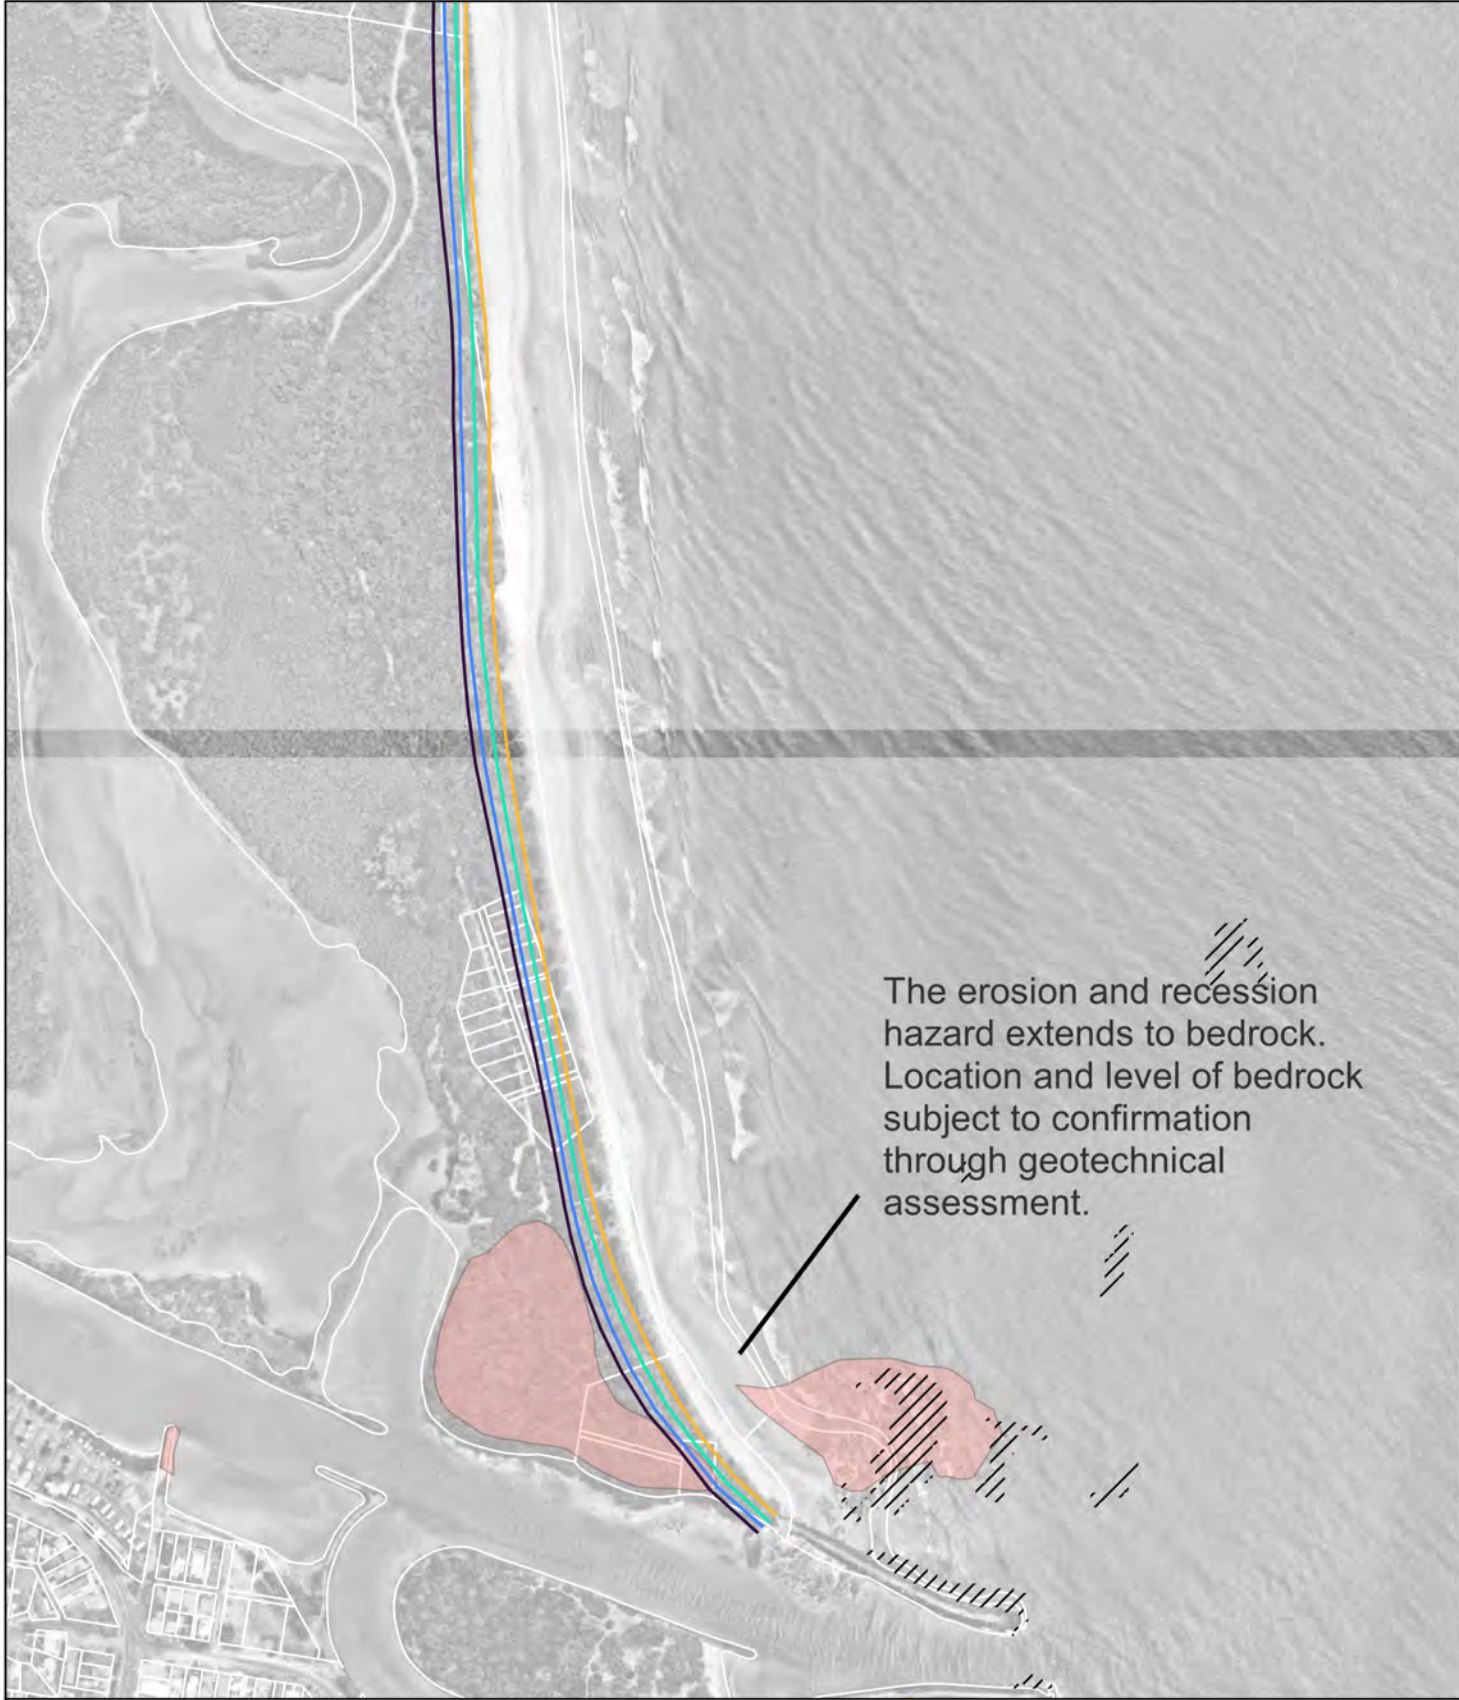 The erosion and recession
hazard extends to bedrock.
Location and level of bedrock
subject to confirmation
through geotechnical
assessment.